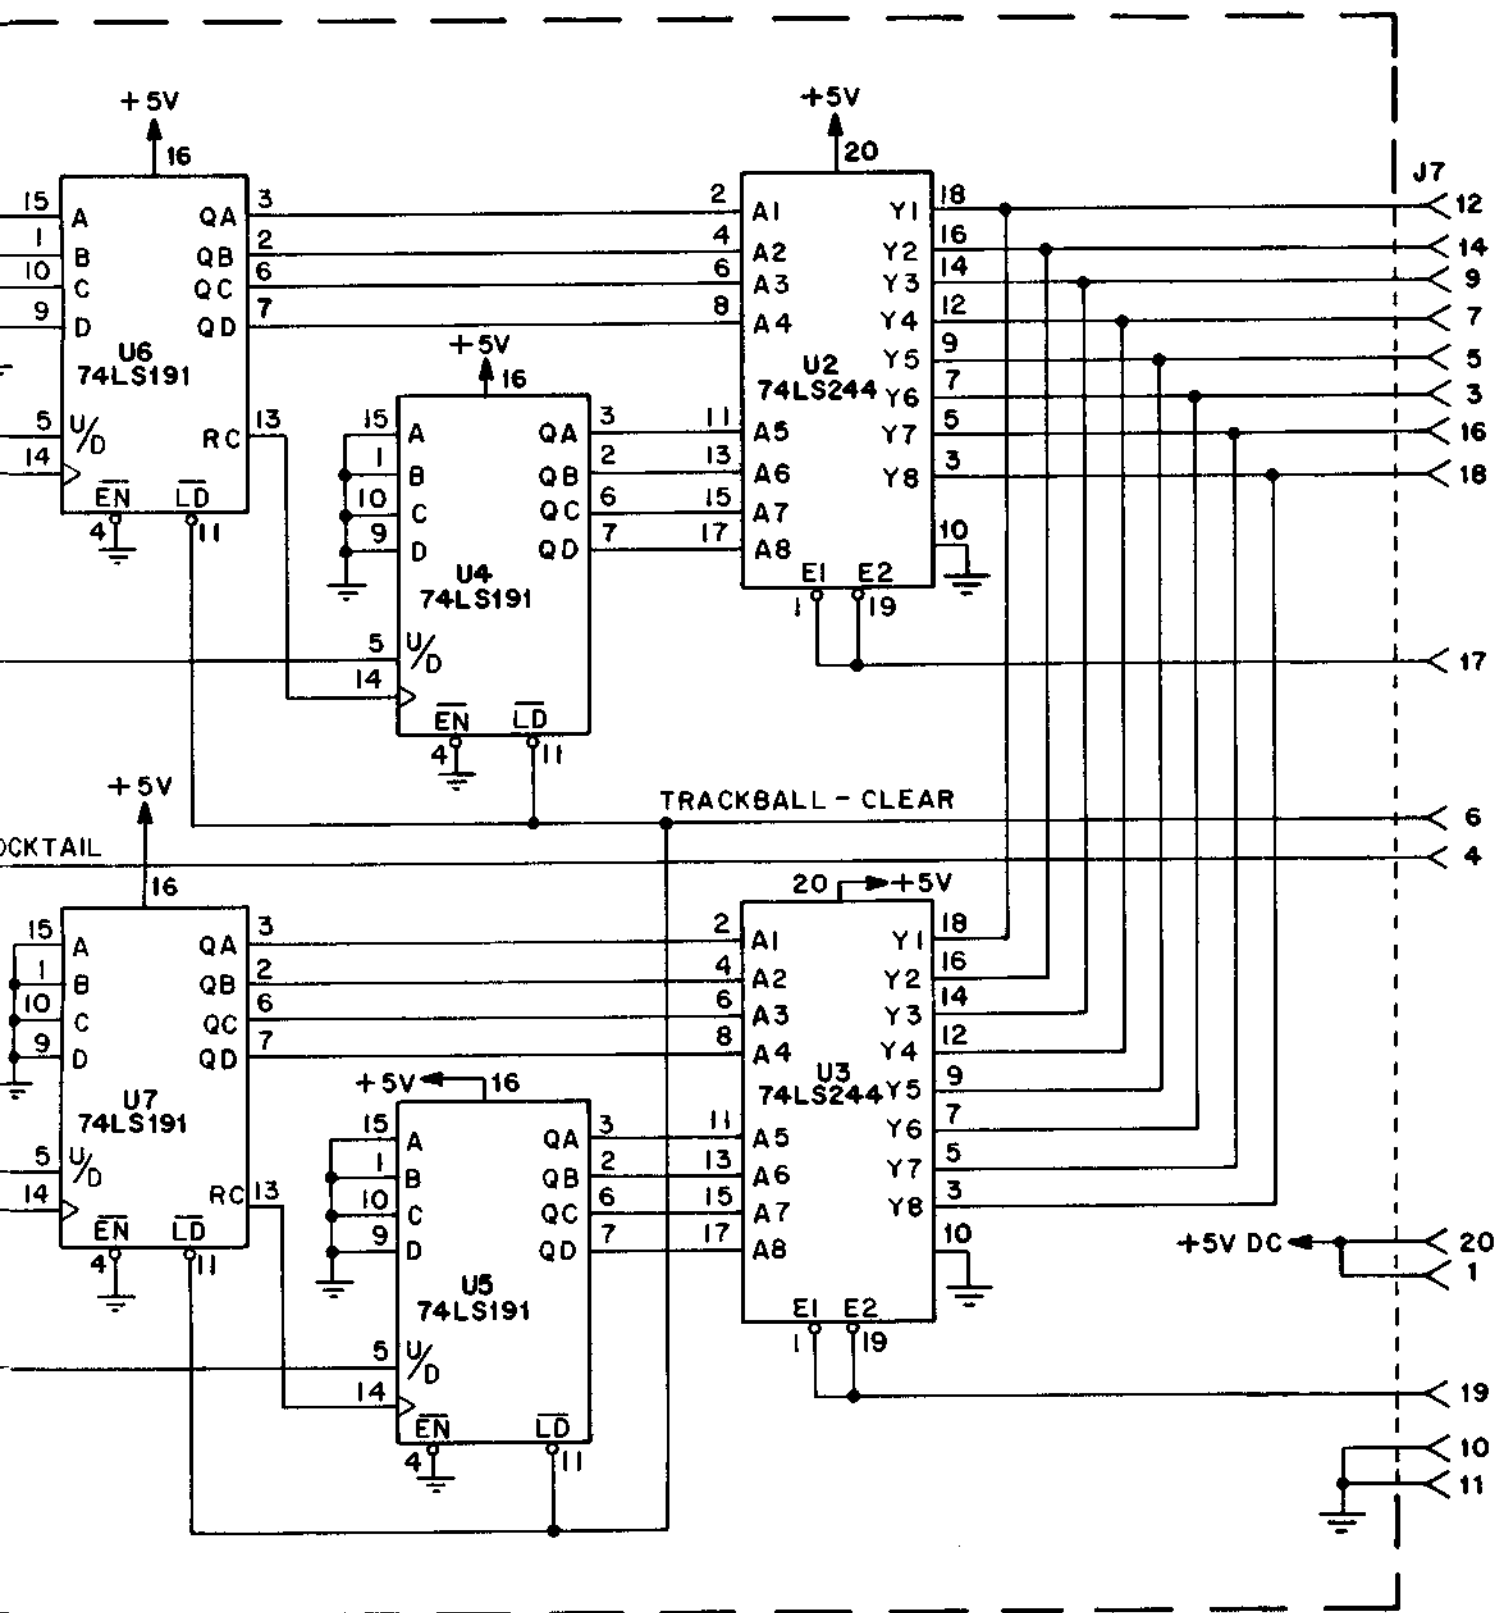 +5V
16
15 A QA 3
1 B QB 2
10 C QC 6
9 D QD 7
U6
74LS191
5 U/D RC 13
14
EN LD
4 11
+5V
16
15 A QA 3
1 B QB 2
10 C QC 6
9 D QD 7
U4
74LS191
5 U/D
14
EN LD
4 11
+5V
20
2 A1 Y1 18
4 A2 Y2 16
6 A3 Y3 14
8 A4 Y4 12
U2
74LS244
Y5 9
Y6 7
11 A5 Y7 5
13 A6 Y8 3
15 A7
17 A8 10
E1 E2
1 19
J7
12
14
9
7
5
3
16
18
17
TRACKBALL - CLEAR
6
OCKTAIL
4
+5V
16
15 A QA 3
1 B QB 2
10 C QC 6
9 D QD 7
U7
74LS191
5 U/D
14 RC 13
EN LD
4 11
+5V 16
15 A QA 3
1 B QB 2
10 C QC 6
9 D QD 7
U5
74LS191
5 U/D
14
EN LD
4 11
20 +5V
2 A1 Y1 18
4 A2 Y2 16
6 A3 Y3 14
8 A4 Y4 12
U3
74LS244
Y5 9
Y6 7
11 A5
13 A6 Y7 5
15 A7 Y8 3
17 A8 10
E1 E2
1 19
+5V DC
20
1
19
10
11